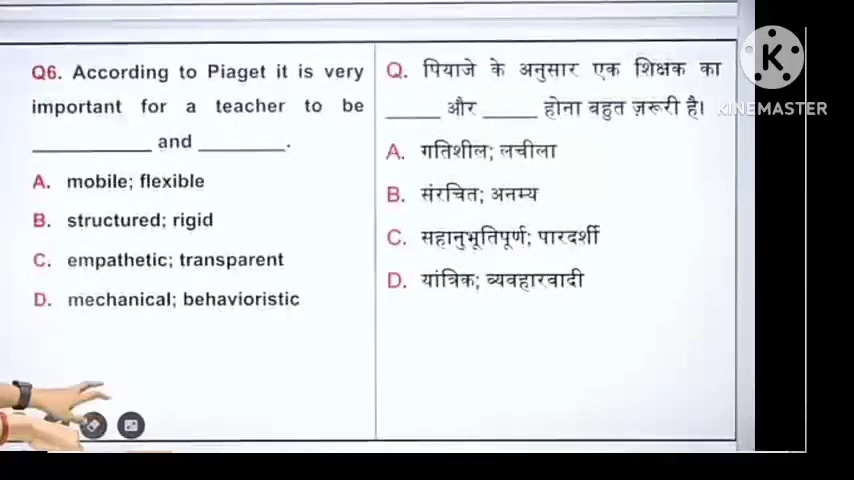 Q6. According to Piaget it is very
important for a teacher to be
____________ and _________.
A. mobile; flexible
B. structured; rigid
C. empathetic; transparent
D. mechanical; behavioristic
Q. पियाजे के अनुसार एक शिक्षक का
_____ और _____ होना बहुत ज़रूरी है।
A. गतिशील; लचीला
B. संरचित; अनम्य
C. सहानुभूतिपूर्ण; पारदर्शी
D. यांत्रिक; व्यवहारवादी
K
KINEMASTER